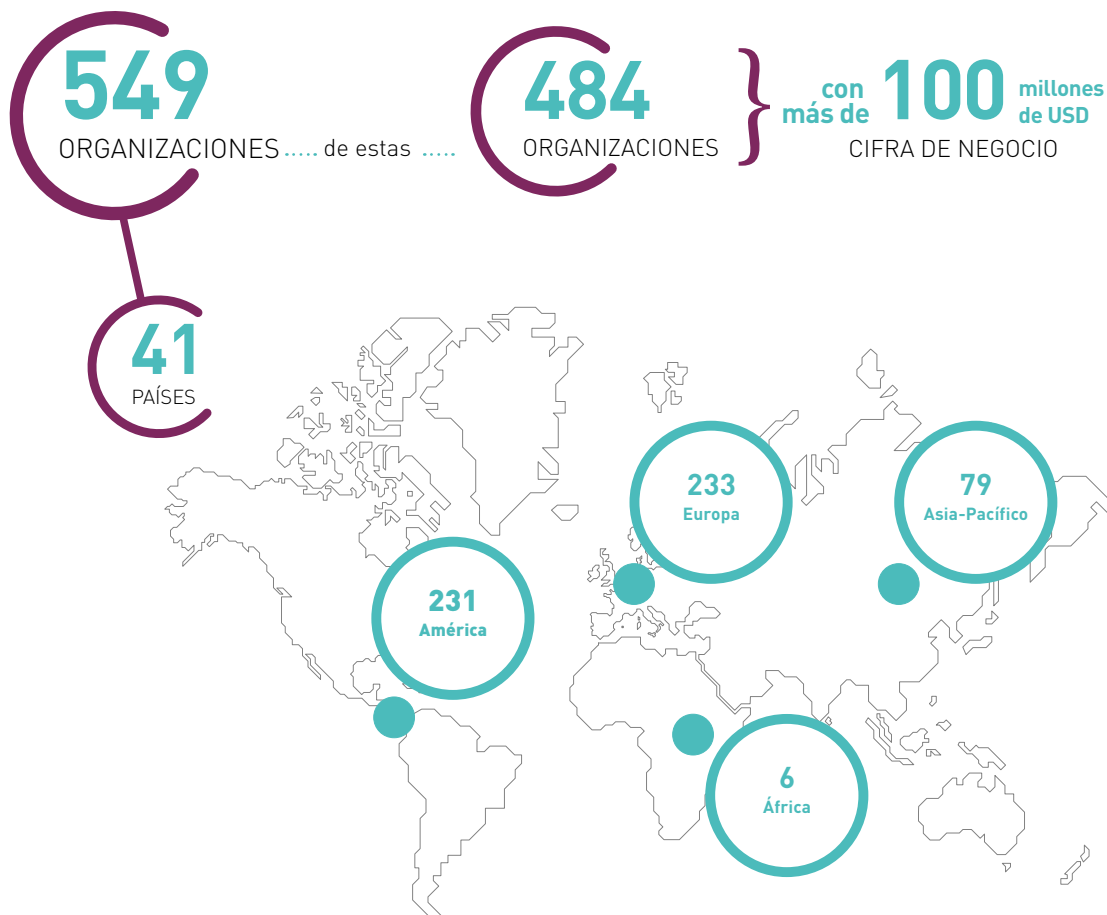 549
ORGANIZACIONES ..... de estas .....
484
ORGANIZACIONES
con
más de
100
millones
de USD
CIFRA DE NEGOCIO
41
PAÍSES
233
Europa
79
Asia-Pacífico
231
América
6
África